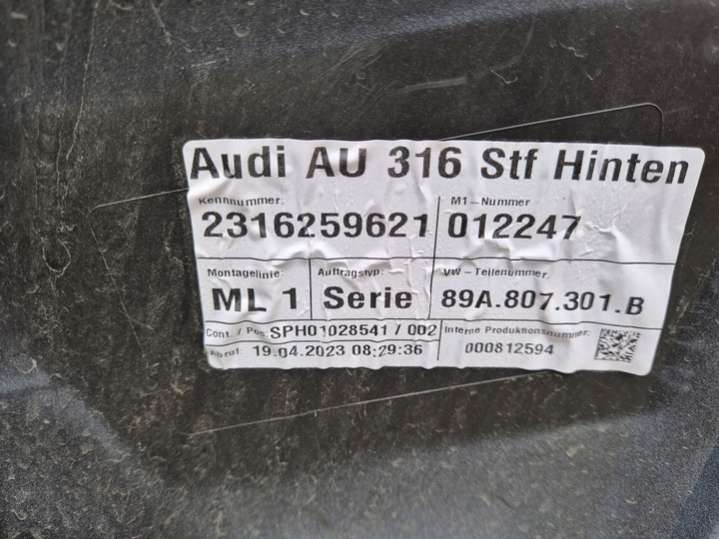 Audi AU 316 Stf Hinten
Kennnummer: M1-Nummer
2316259621 012247
Montagelinie: Auftragstyp: VW-Teilenummer
ML 1 Serie 89A.807.301.B
Cont. / Pos. SPH01028541 / 002 Interne Produktionsnummer:
Abruf: 19.04.2023 08:29:36 000812594